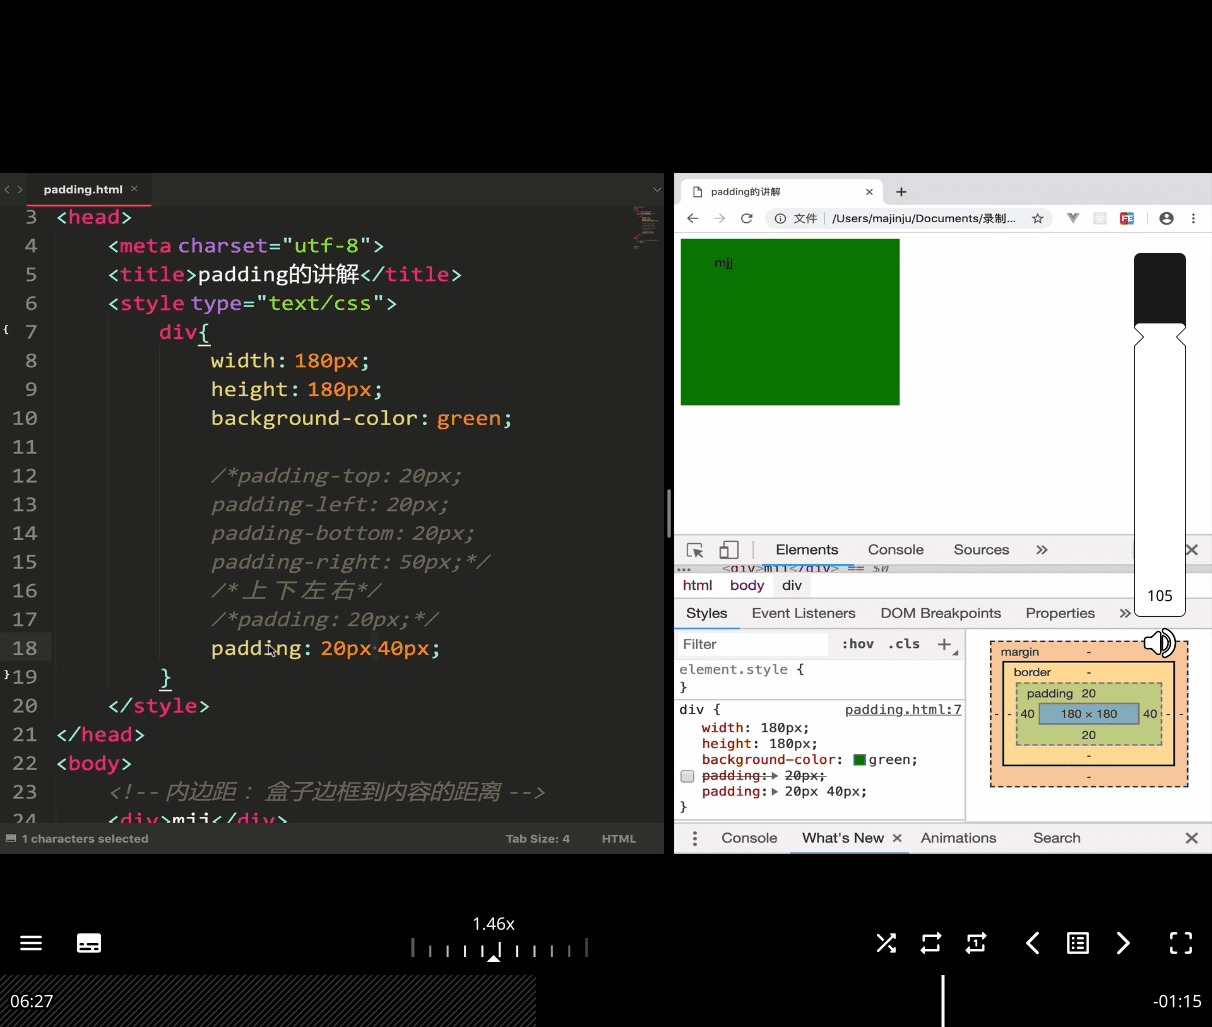 padding.html ×
3 <head>
4 <meta charset="utf-8">
5 <title>padding的讲解</title>
6 <style type="text/css">
{ 7 div{
8 width: 180px;
9 height: 180px;
10 background-color: green;
11
12 /*padding-top: 20px;
13 padding-left: 20px;
14 padding-bottom: 20px;
15 padding-right: 50px;*/
16 /* 上 下 左 右*/
17 /*padding: 20px;*/
18 padding: 20px 40px;
} 19 }
20 </style>
21 </head>
22 <body>
23 <!-- 内边距： 盒子边框到内容的距离 -->
24 <div>mjj</div>
1 characters selected Tab Size: 4 HTML
padding的讲解 × +
文件 | /Users/majinju/Documents/录制...
FE
mjj
105
Elements Console Sources »
... <div>mjj</div> == $0
html body div
Styles Event Listeners DOM Breakpoints Properties »
Filter :hov .cls +
element.style {
}
div { padding.html:7
width: 180px;
height: 180px;
background-color: green;
padding: 20px;
padding: 20px 40px;
}
margin -
border -
padding 20
- - 40 180 × 180 40 - -
20
-
-
Console What's New × Animations Search
1.46x
1
06:27
-01:15